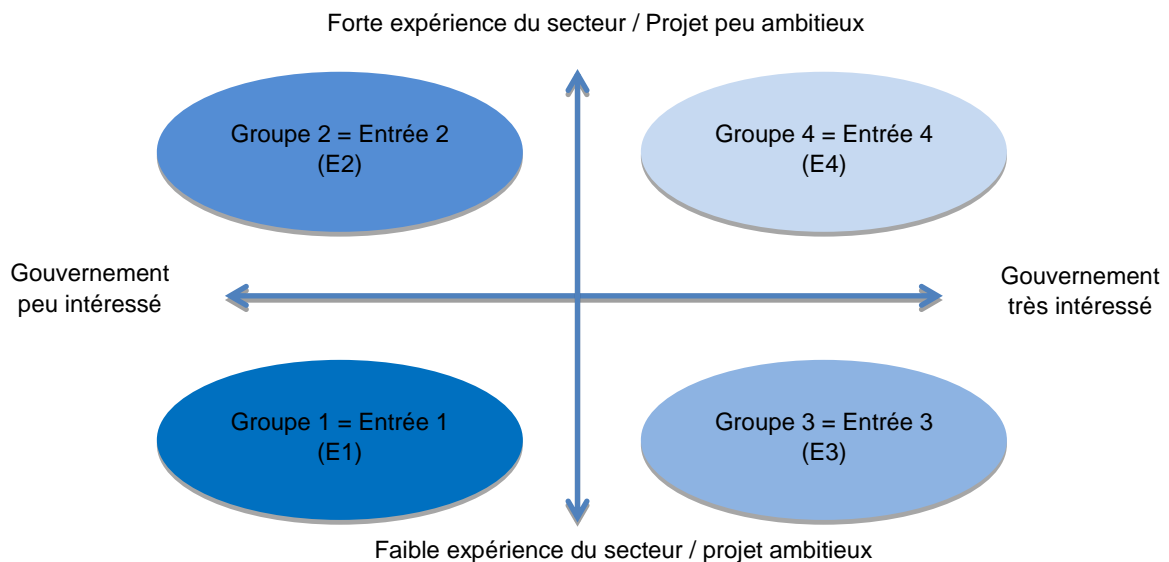 Forte expérience du secteur / Projet peu ambitieux
Groupe 2 = Entrée 2
(E2)
Groupe 4 = Entrée 4
(E4)
Gouvernement
peu intéressé
Gouvernement
très intéressé
Groupe 1 = Entrée 1
(E1)
Groupe 3 = Entrée 3
(E3)
Faible expérience du secteur / projet ambitieux